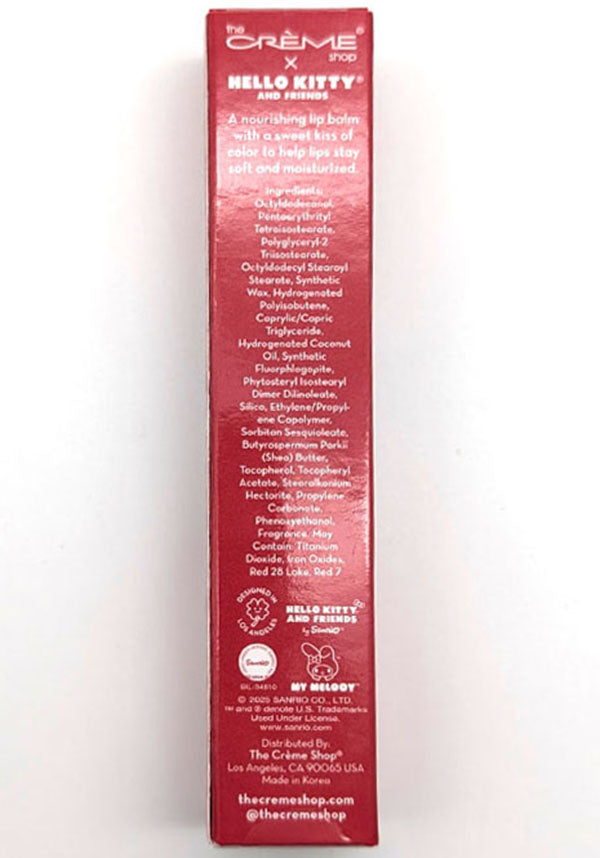 the
CRÈME®
shop
X
HELLO KITTY®
AND FRIENDS
A nourishing lip balm
with a sweet kiss of
color to help lips stay
soft and moisturized.
Ingredients:
Octyldodecanol,
Pentaerythrityl
Tetraisostearate,
Polyglyceryl-2
Triisostearate,
Octyldodecyl Stearoyl
Stearate, Synthetic
Wax, Hydrogenated
Polyisobutene,
Caprylic/Capric
Triglyceride,
Hydrogenated Coconut
Oil, Synthetic
Fluorphlogopite,
Phytosteryl Isostearyl
Dimer Dilinoleate,
Silica, Ethylene/Propyl-
ene Copolymer,
Sorbitan Sesquioleate,
Butyrospermum Parkii
(Shea) Butter,
Tocopherol, Tocopheryl
Acetate, Stearalkonium
Hectorite, Propylene
Carbonate,
Phenoxyethanol,
Fragrance. May
Contain: Titanium
Dioxide, Iron Oxides,
Red 28 Lake, Red 7
DESIGNED IN
LOS ANGELES
HELLO KITTY
AND FRIENDS
by Sanrio™
Sanrio
MY MELODY™
© 2025 SANRIO CO., LTD.
™ and ® denote U.S. Trademarks
Used Under License.
www.sanrio.com
Distributed By:
The Crème Shop®
Los Angeles, CA 90065 USA
Made in Korea
thecremeshop.com
@thecremeshop